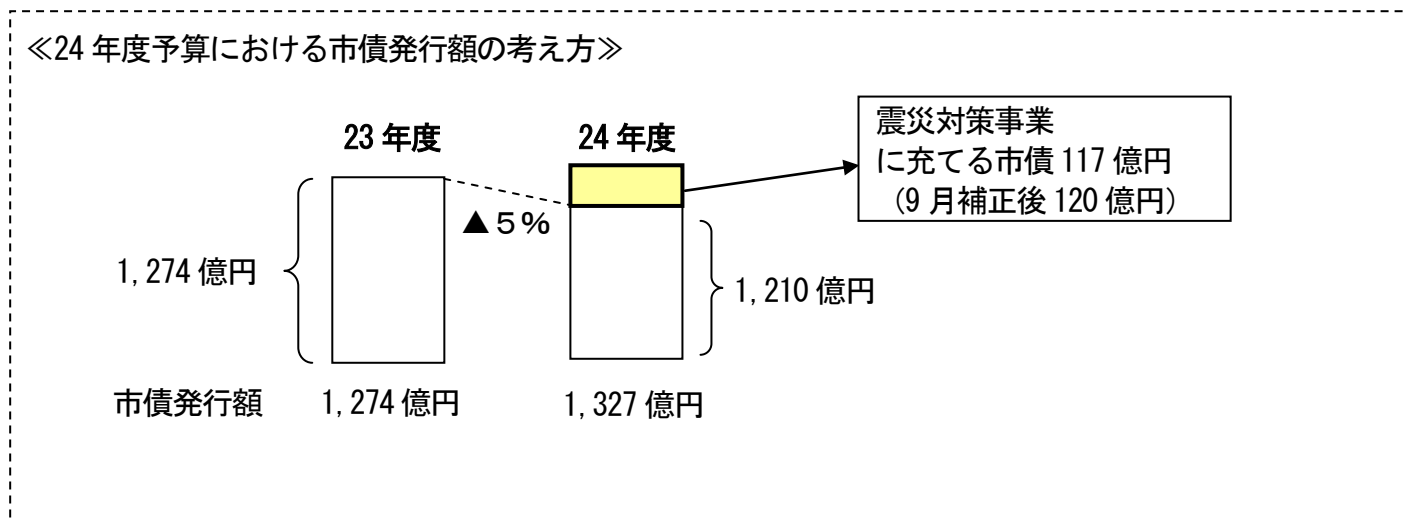 ≪24 年度予算における市債発行額の考え方≫
23 年度
24 年度
震災対策事業
に充てる市債 117 億円
（9 月補正後 120 億円）
▲５％
1,274 億円
1,210 億円
市債発行額 1,274 億円 1,327 億円